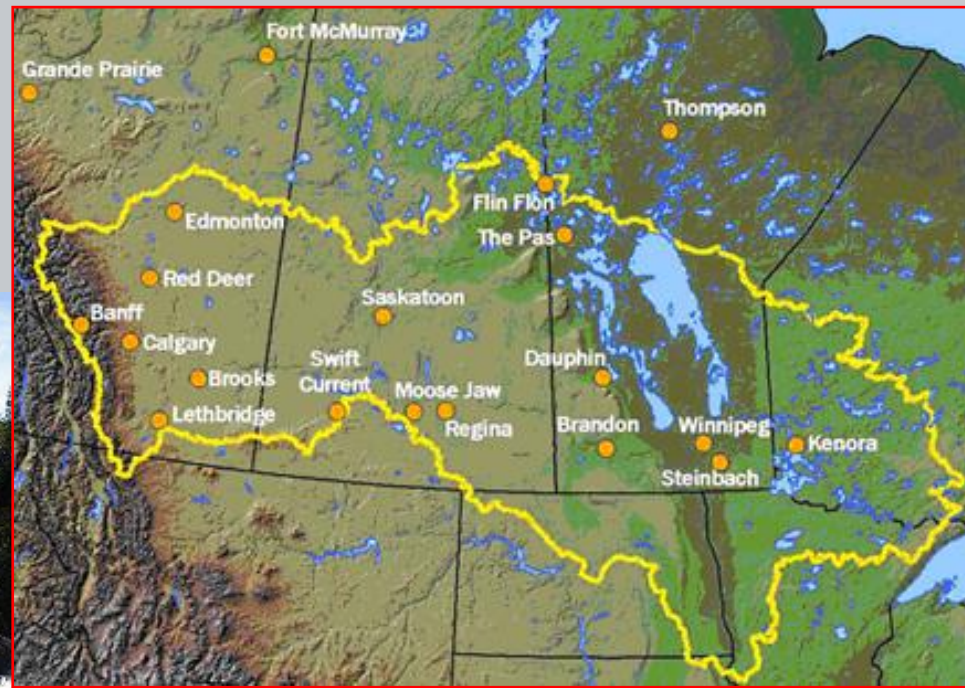 Fort McMurray
Grande Prairie
Thompson
Flin Flon
Edmonton
The Pas
Red Deer
Saskatoon
Banff
Calgary
Swift
Current
Dauphin
Brooks
Moose Jaw
Lethbridge
Regina
Brandon
Winnipeg
Kenora
Steinbach